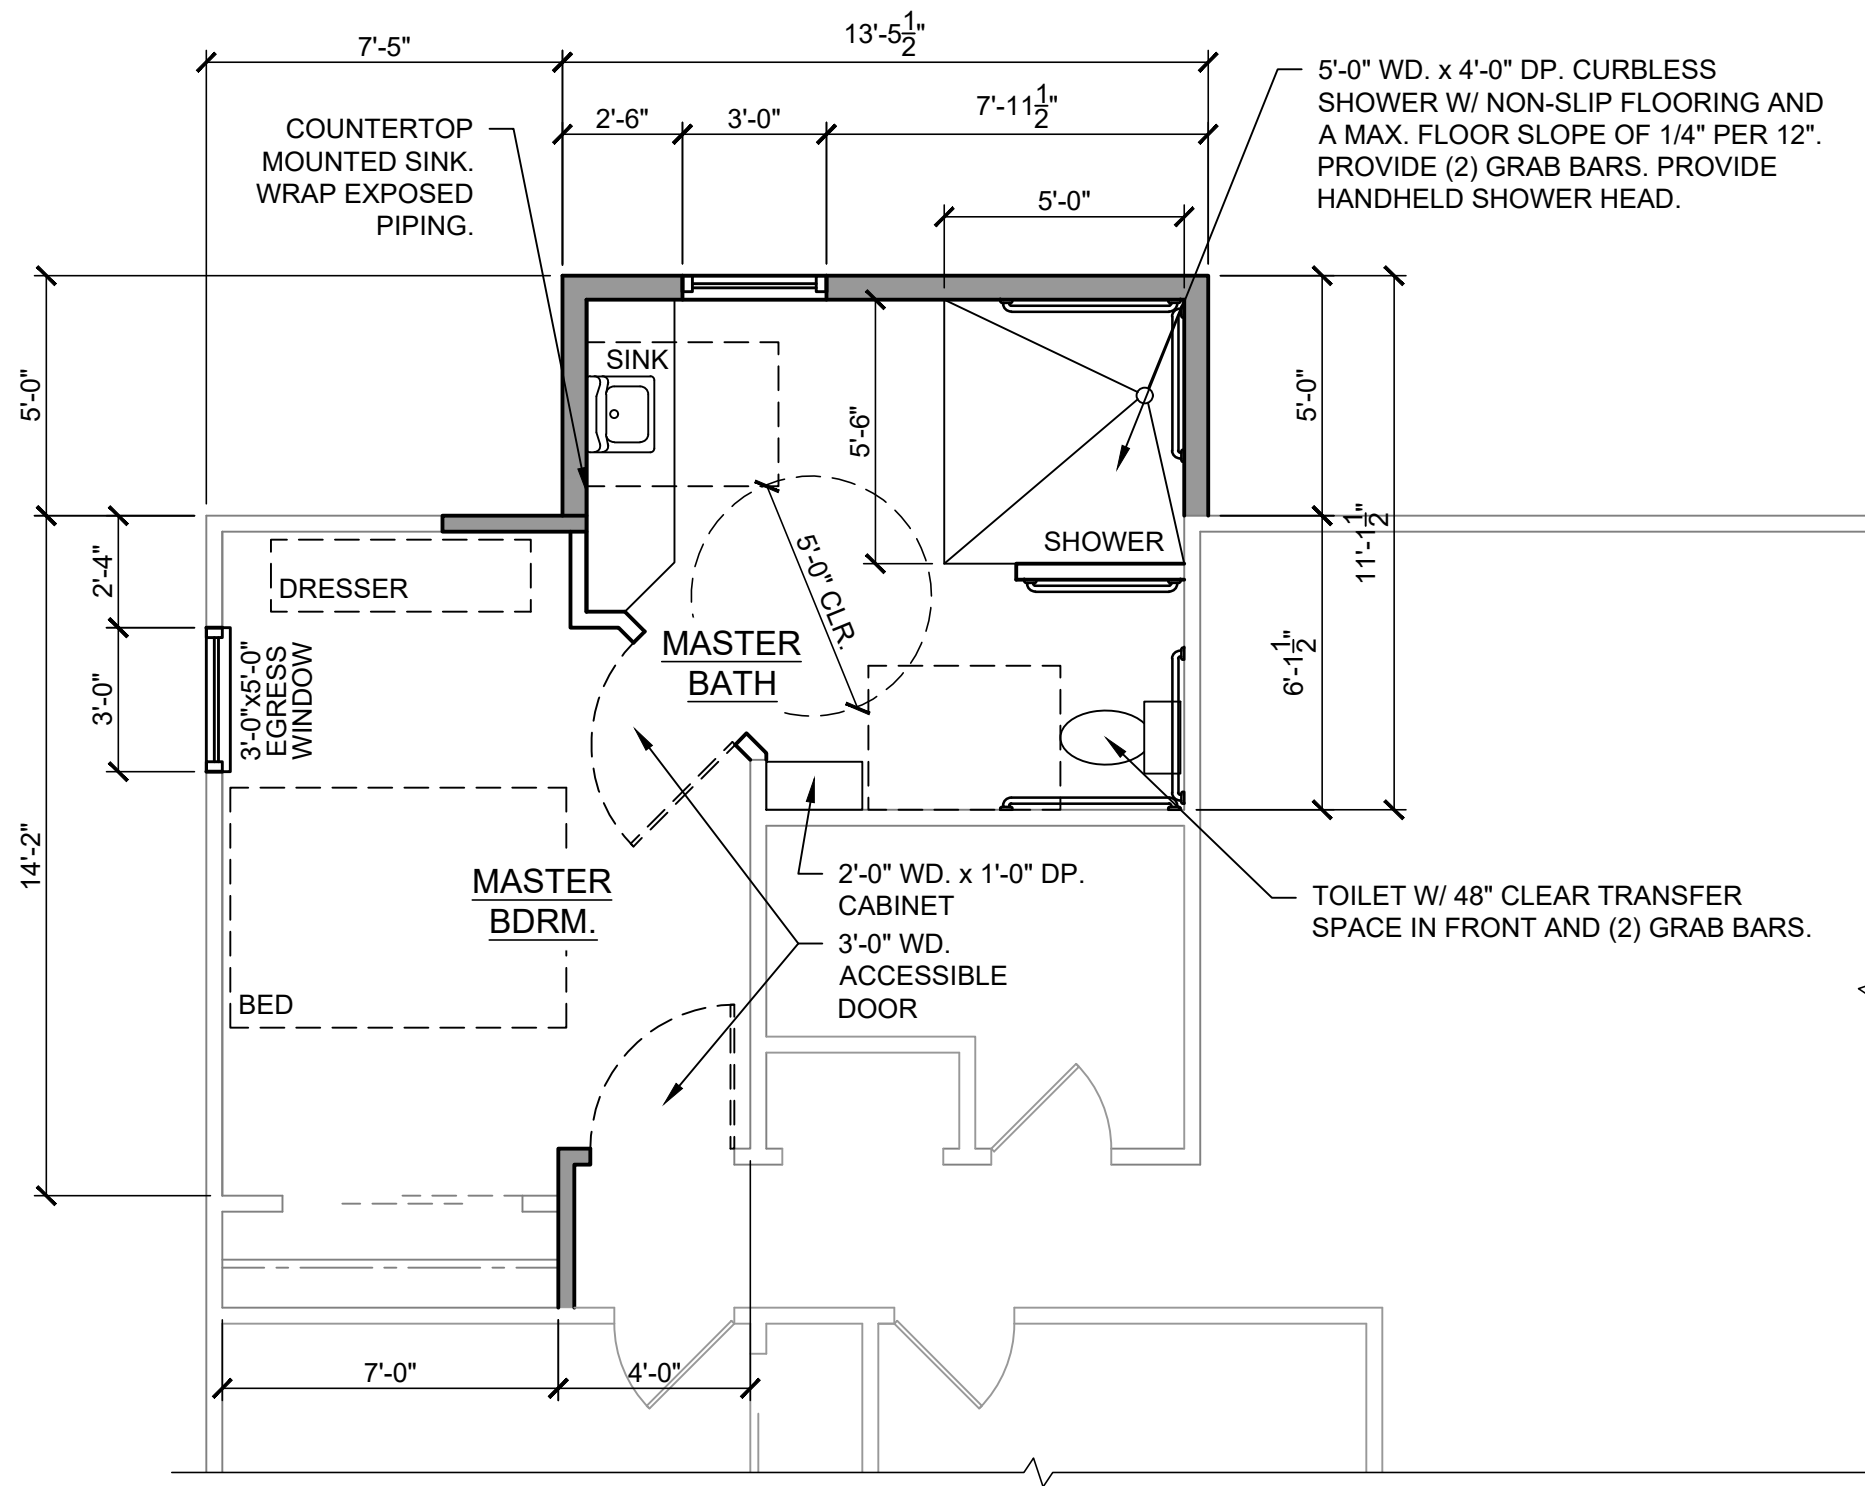 7'-5"
13'-5 1/2"
2'-6"
3'-0"
7'-11 1/2"
5'-0"
COUNTERTOP
MOUNTED SINK.
WRAP EXPOSED
PIPING.
5'-0" WD. x 4'-0" DP. CURBLESS
SHOWER W/ NON-SLIP FLOORING AND
A MAX. FLOOR SLOPE OF 1/4" PER 12".
PROVIDE (2) GRAB BARS. PROVIDE
HANDHELD SHOWER HEAD.
5'-0"
SINK
5'-6"
5'-0"
11'-1 1/2"
SHOWER
2'-4"
DRESSER
5'-0" CLR.
MASTER
BATH
3'-0"
3'-0"x5'-0"
EGRESS
WINDOW
6'-1 1/2"
14'-2"
MASTER
BDRM.
BED
2'-0" WD. x 1'-0" DP.
CABINET
3'-0" WD.
ACCESSIBLE
DOOR
TOILET W/ 48" CLEAR TRANSFER
SPACE IN FRONT AND (2) GRAB BARS.
7'-0"
4'-0"